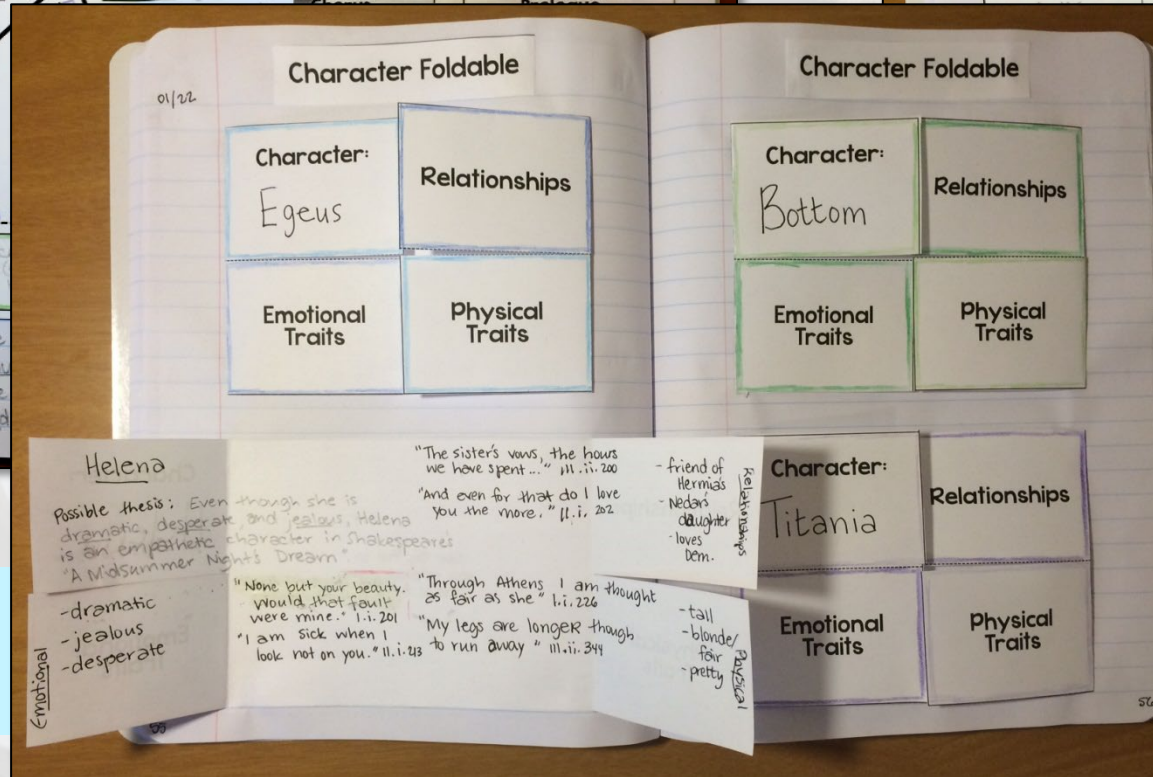 Character Foldable
01/22
Character:
Egeus
Relationships
Emotional
Traits
Physical
Traits
Helena
Possible thesis: Even though she is
dramatic, desperate and jealous, Helena
is an empathetic character in Shakespeare's
"A Midsummer Night's Dream"
"The sister's vows, the hours
we have spent..." III.ii.200
"And even for that do I love
you the more." II.i.202
- friend of
Hermia's
- Nedar's
daughter
- loves
Dem.
Relationships
Emotional
-dramatic
-jealous
-desperate
"None but your beauty.
Would that fault
were mine." 1.i.201
"I am sick when I
look not on you." II.i.213
"Through Athens I am thought
as fair as she" 1.i.226
"My legs are longer though
to run away" III.ii.344
- tall
- blonde/
fair
- pretty
Physical
55
Character Foldable
Character:
Bottom
Relationships
Emotional
Traits
Physical
Traits
Character:
Titania
Relationships
Emotional
Traits
Physical
Traits